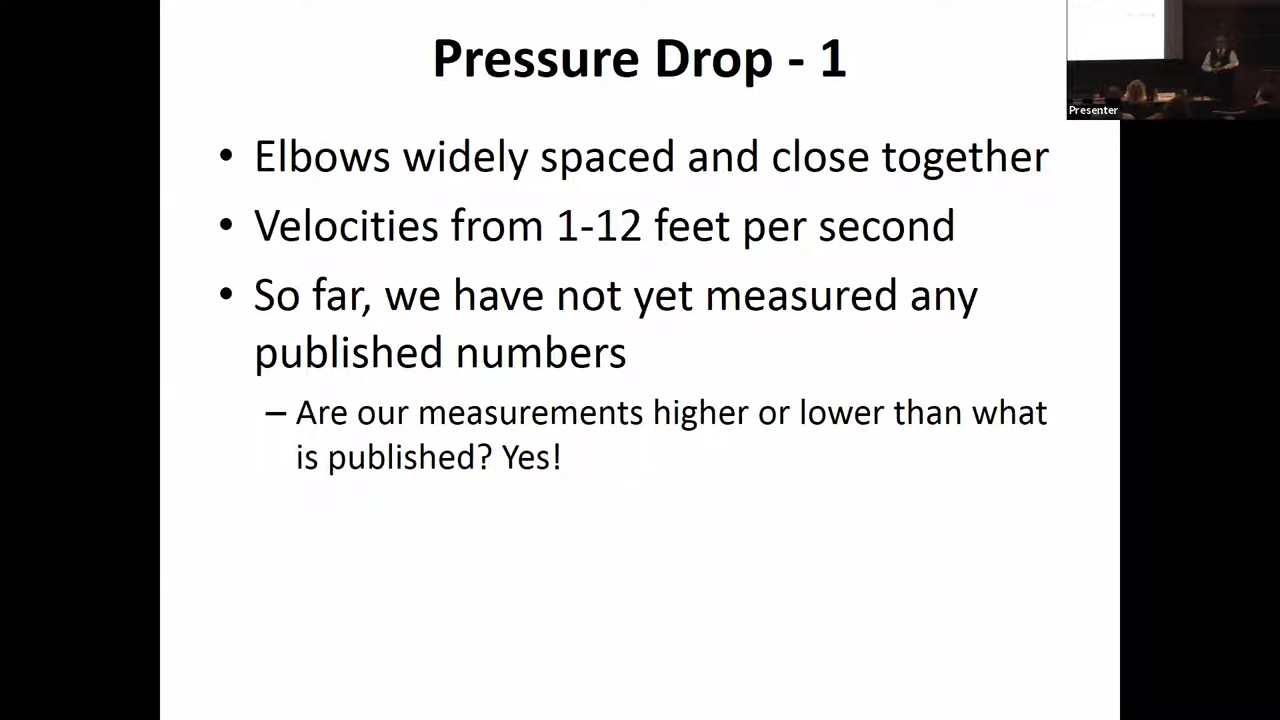 Pressure Drop - 1
Presenter
• Elbows widely spaced and close together
• Velocities from 1-12 feet per second
• So far, we have not yet measured any
published numbers
– Are our measurements higher or lower than what
is published? Yes!